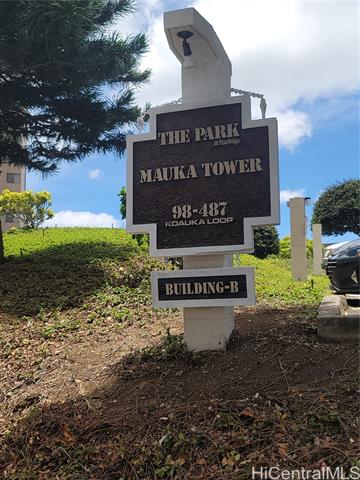 THE PARK
at Pearlridge
MAUKA TOWER
98-487
KOAUKA LOOP
BUILDING-B
HiCentralMLS